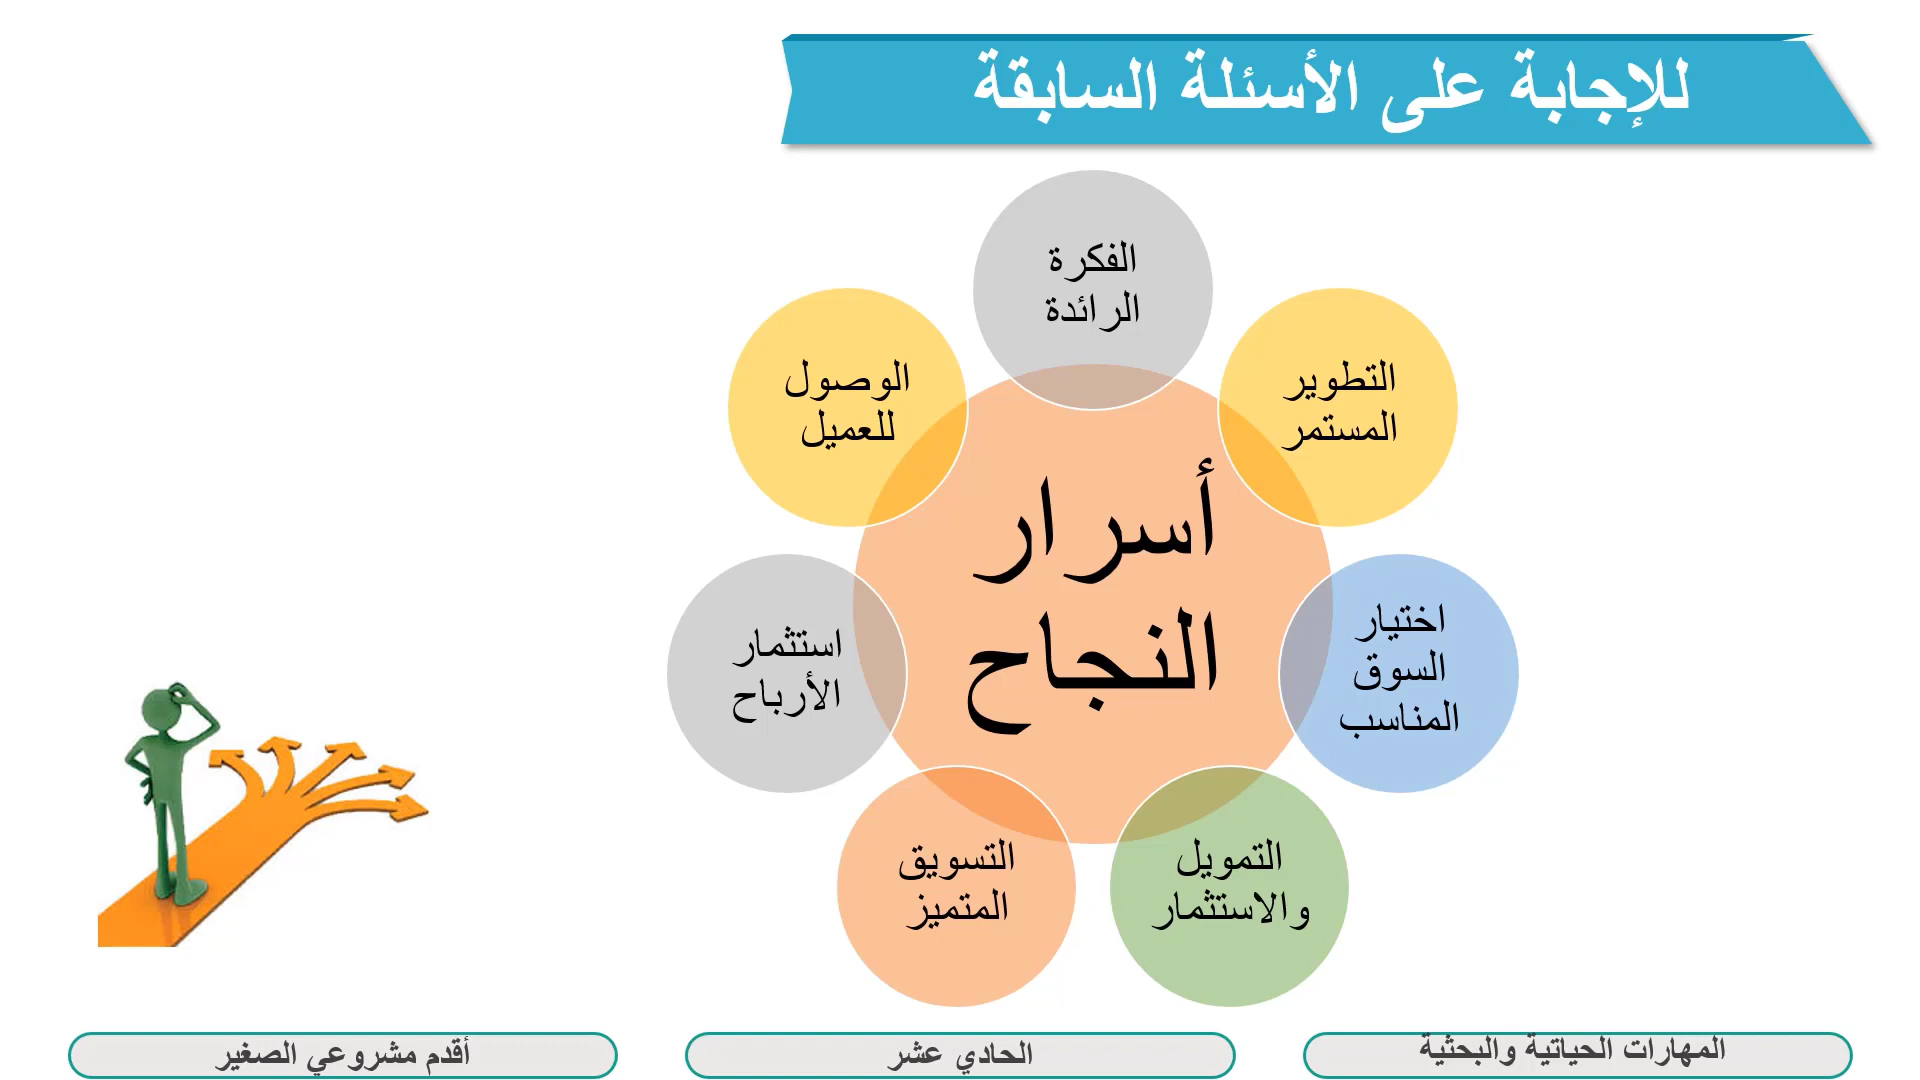 للإجابة على الأسئلة السابقة
الفكرة
الرائدة
التطوير
المستمر
اختيار
السوق
المناسب
التمويل
والاستثمار
التسويق
المتميز
استثمار
الأرباح
الوصول
للعميل
أسرار
النجاح
المهارات الحياتية والبحثية
الحادي عشر
أقدم مشروعي الصغير